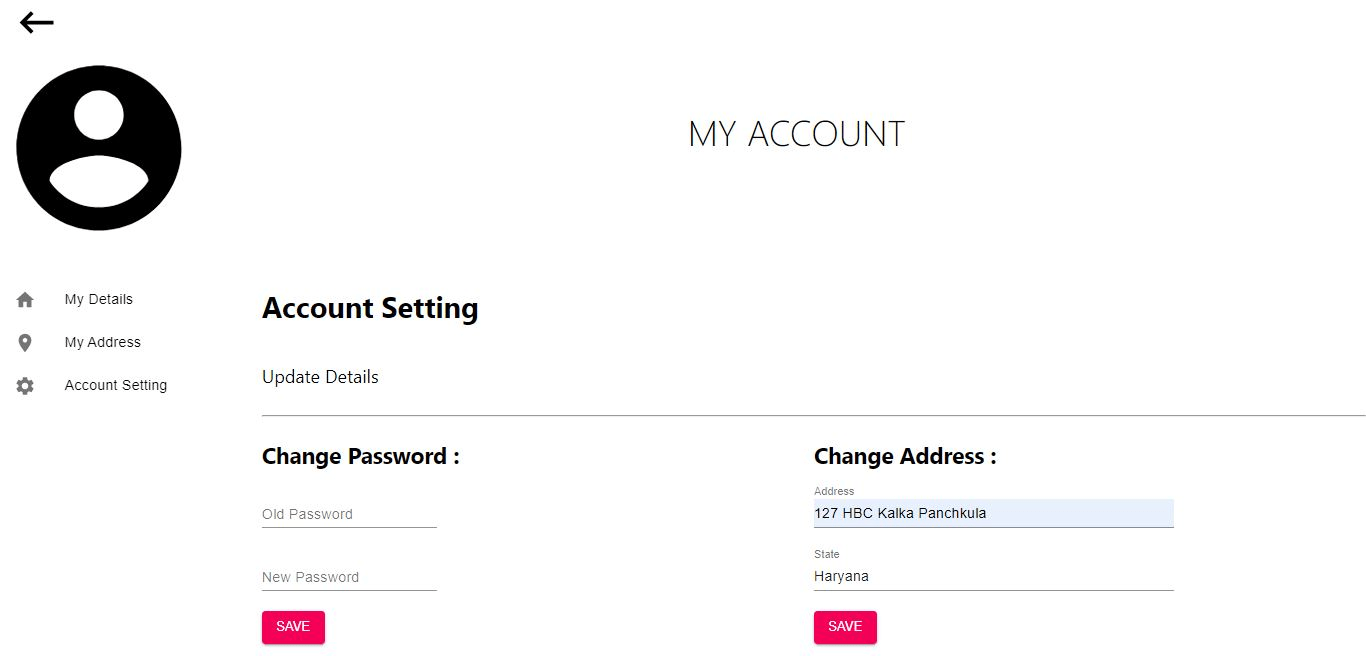 MY ACCOUNT
My Details
My Address
Account Setting
Account Setting
Update Details
Change Password :
Old Password
New Password
SAVE
Change Address :
Address
127 HBC Kalka Panchkula
State
Haryana
SAVE